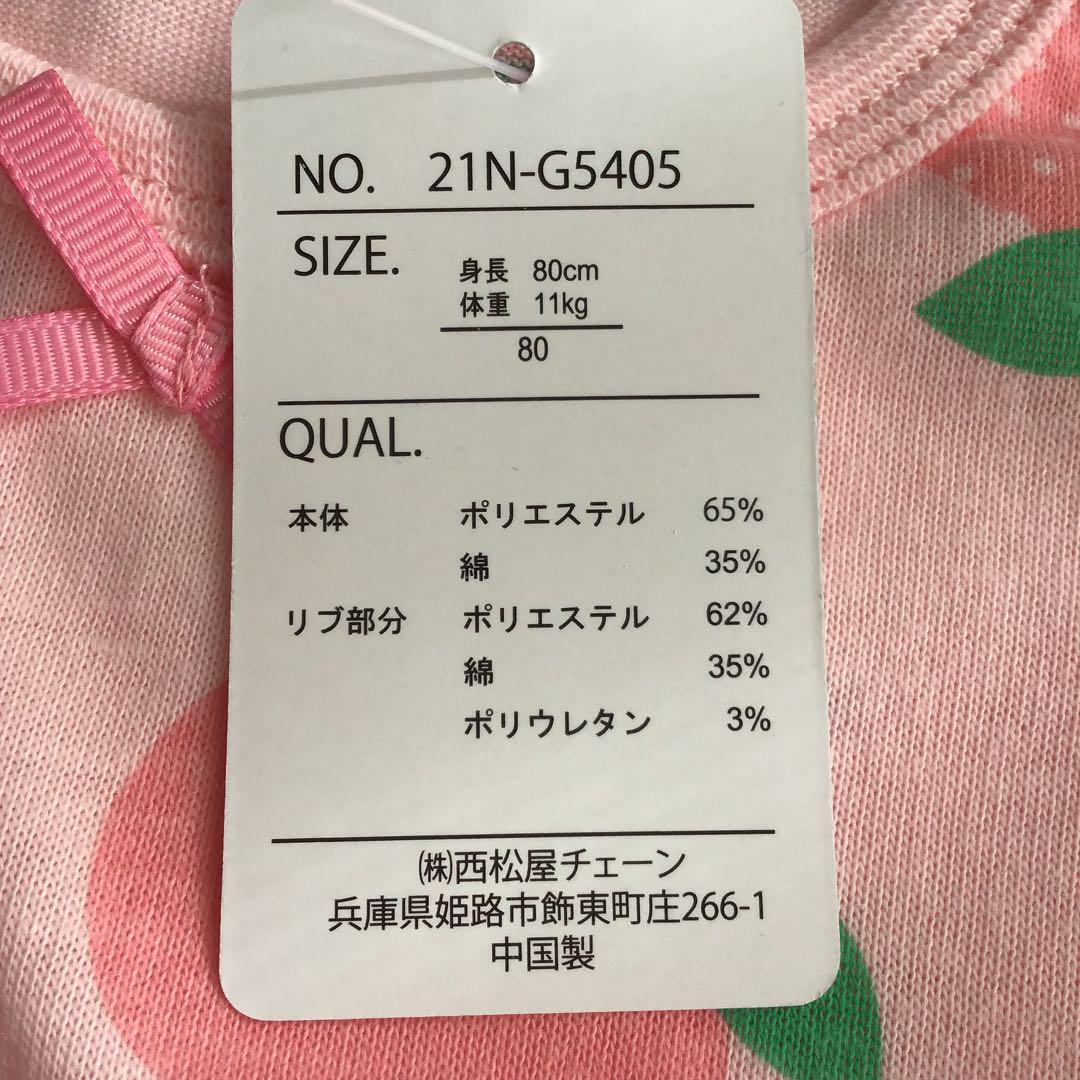 NO. 21N-G5405
SIZE.
身長 80cm
体重 11kg
80
QUAL.
本体 ポリエステル 65%
綿 35%
リブ部分 ポリエステル 62%
綿 35%
ポリウレタン 3%
㈱西松屋チェーン
兵庫県姫路市飾東町庄266-1
中国製